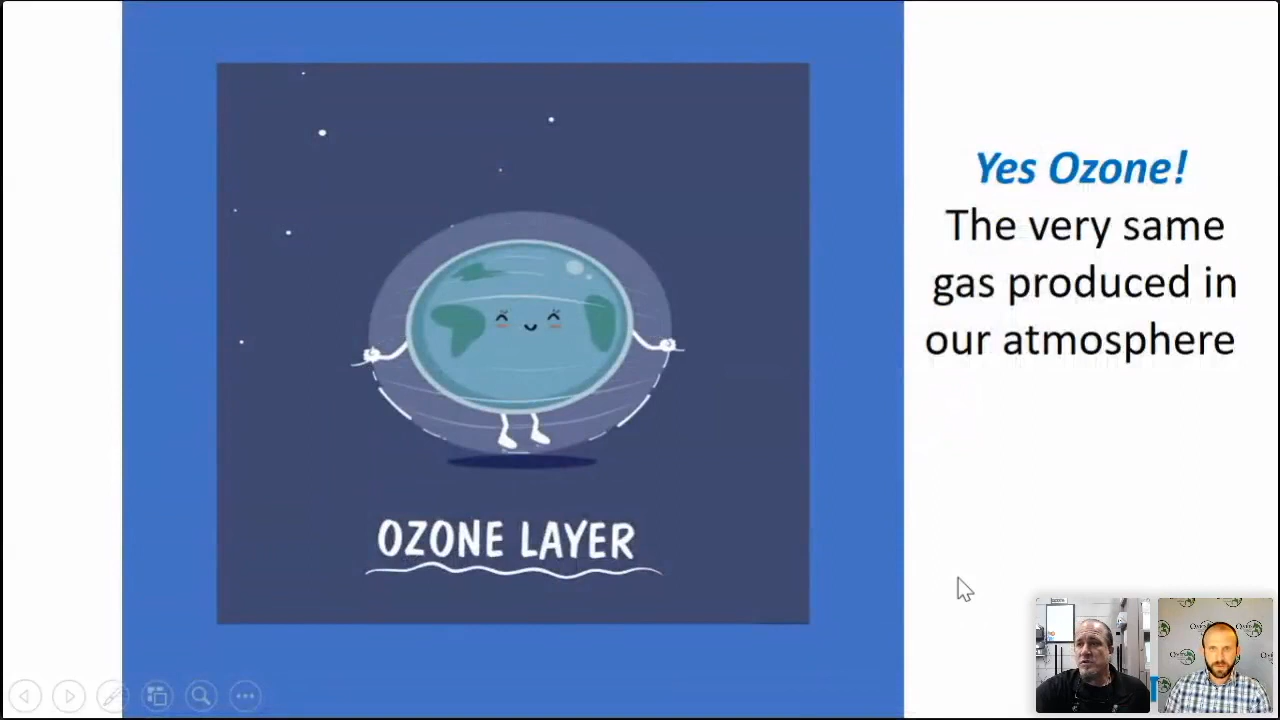 Yes Ozone!
The very same
gas produced in
our atmosphere
OZONE LAYER